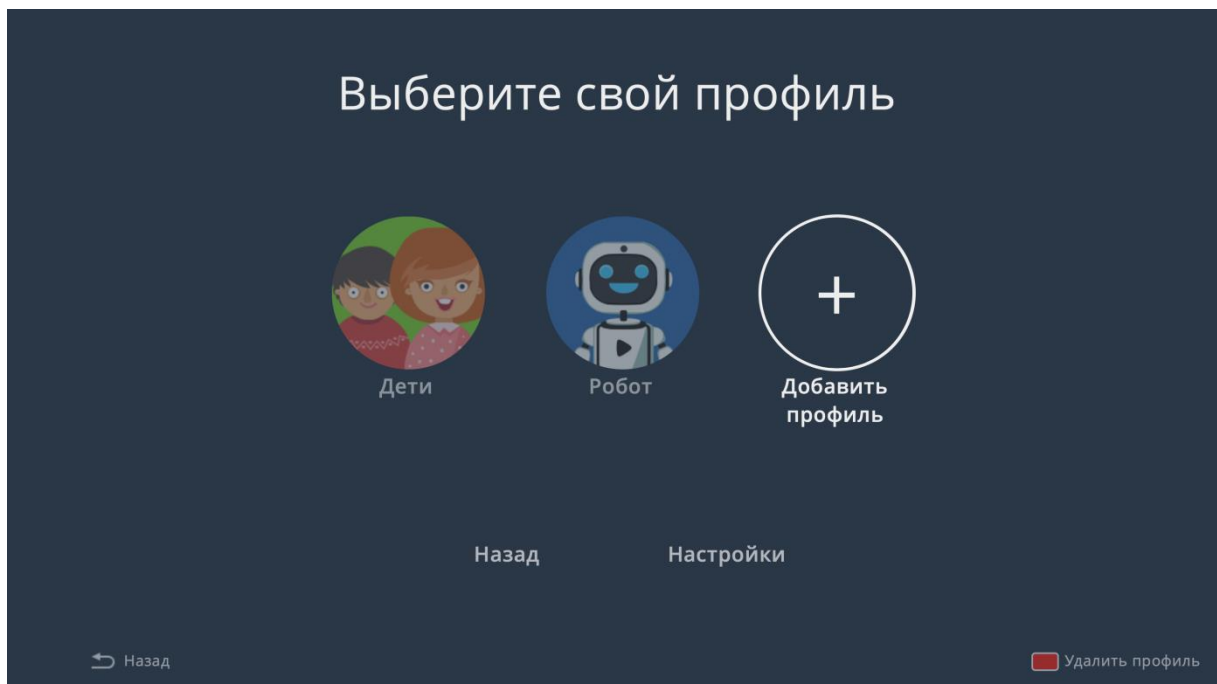 Выберите свой профиль
Дети
Робот
Добавить
профиль
Назад
Настройки
Назад
Удалить профиль